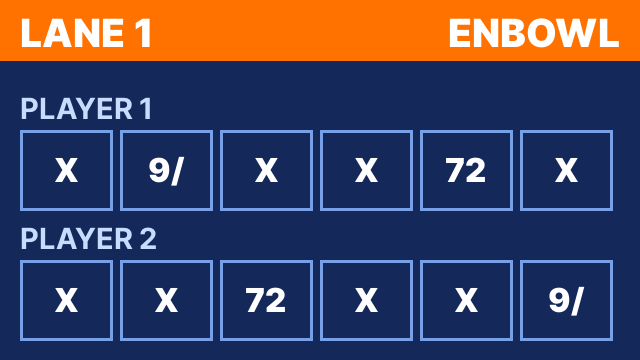 LANE 1 ENBOWL
PLAYER 1
X 9/ X X 72 X
PLAYER 2
X X 72 X X 9/